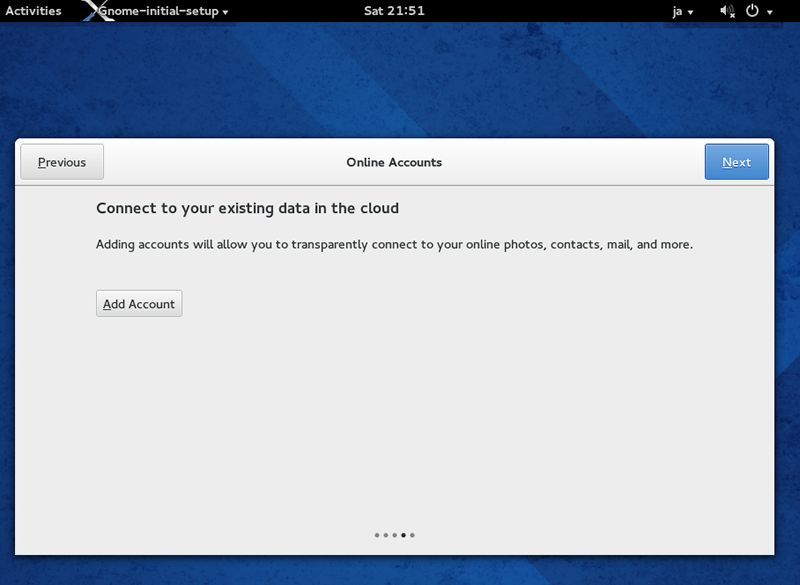 Activities Gnome-initial-setup Sat 21:51 ja
Previous Online Accounts Next
Connect to your existing data in the cloud
Adding accounts will allow you to transparently connect to your online photos, contacts, mail, and more.
Add Account